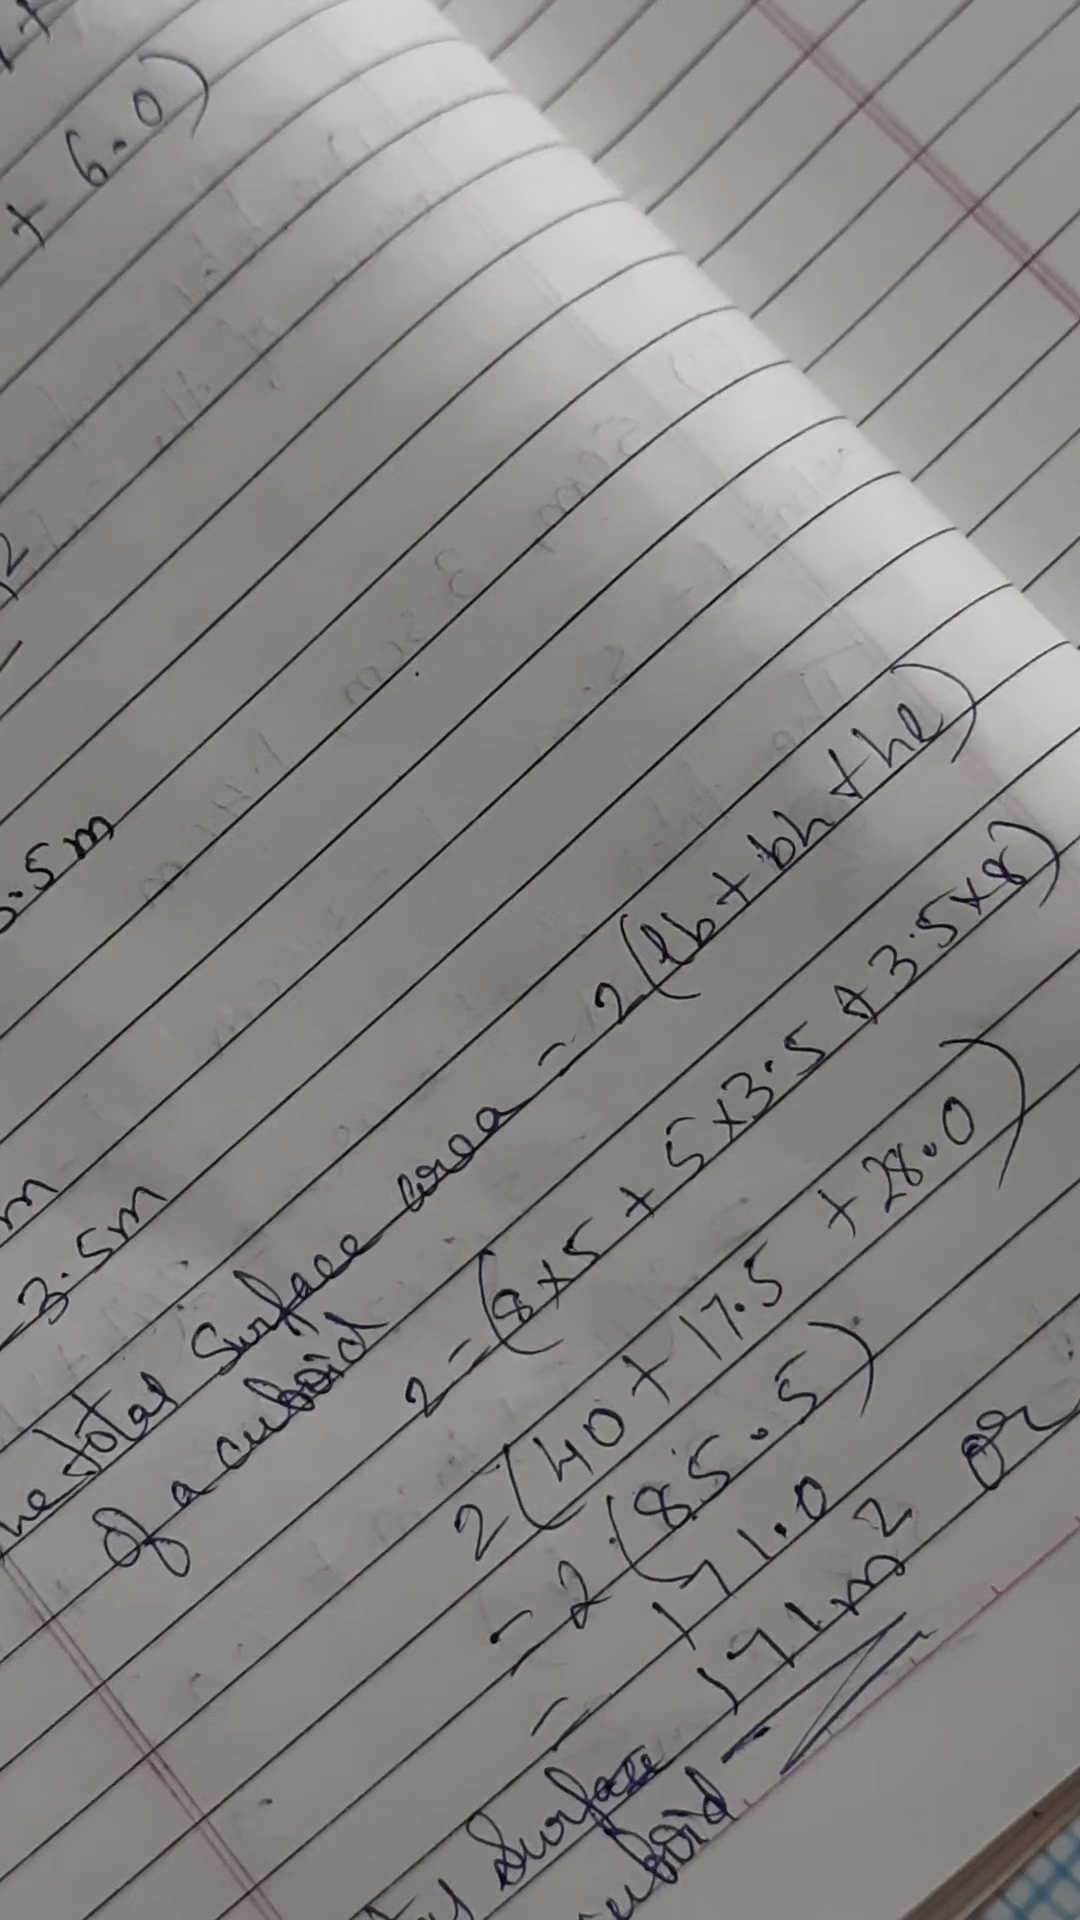 + 6.0)
2
.5m
m
3.5m
he Total Surface area = 2(lb + bh + hl)
of a cuboid
2 = (8×5 + 5×3.5 + 3.5×8)
2(40 + 17.5 + 28.0)
= 2(85.5)
= 171.0
171m² or
Surface
cuboid